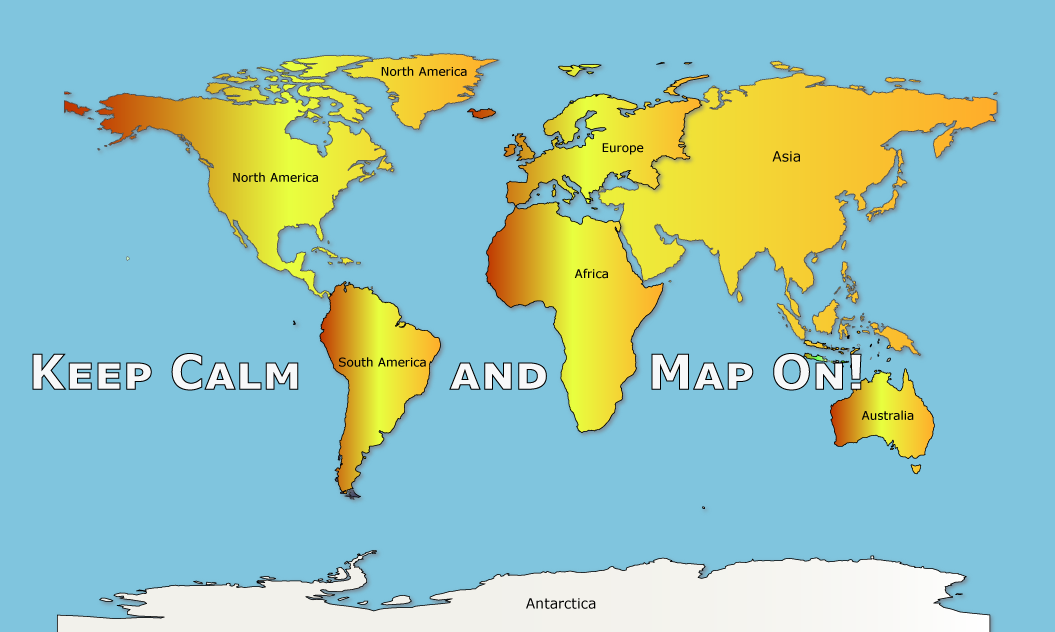 North America
Europe
Asia
North America
Africa
South America
Keep Calm and Map On!
Australia
Antarctica